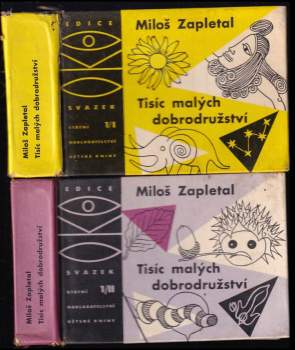 Miloš Zapletal
Tisíc malých dobrodružství
EDICE
OKO
SVAZEK
1/I
STÁTNÍ
NAKLADATELSTVÍ
DĚTSKÉ KNIHY
Miloš Zapletal
Tisíc malých
dobrodružství
Miloš Zapletal
Tisíc malých dobrodružství
EDICE
OKO
SVAZEK
1/II
STÁTNÍ
NAKLADATELSTVÍ
DĚTSKÉ KNIHY
Miloš Zapletal
Tisíc malých
dobrodružství